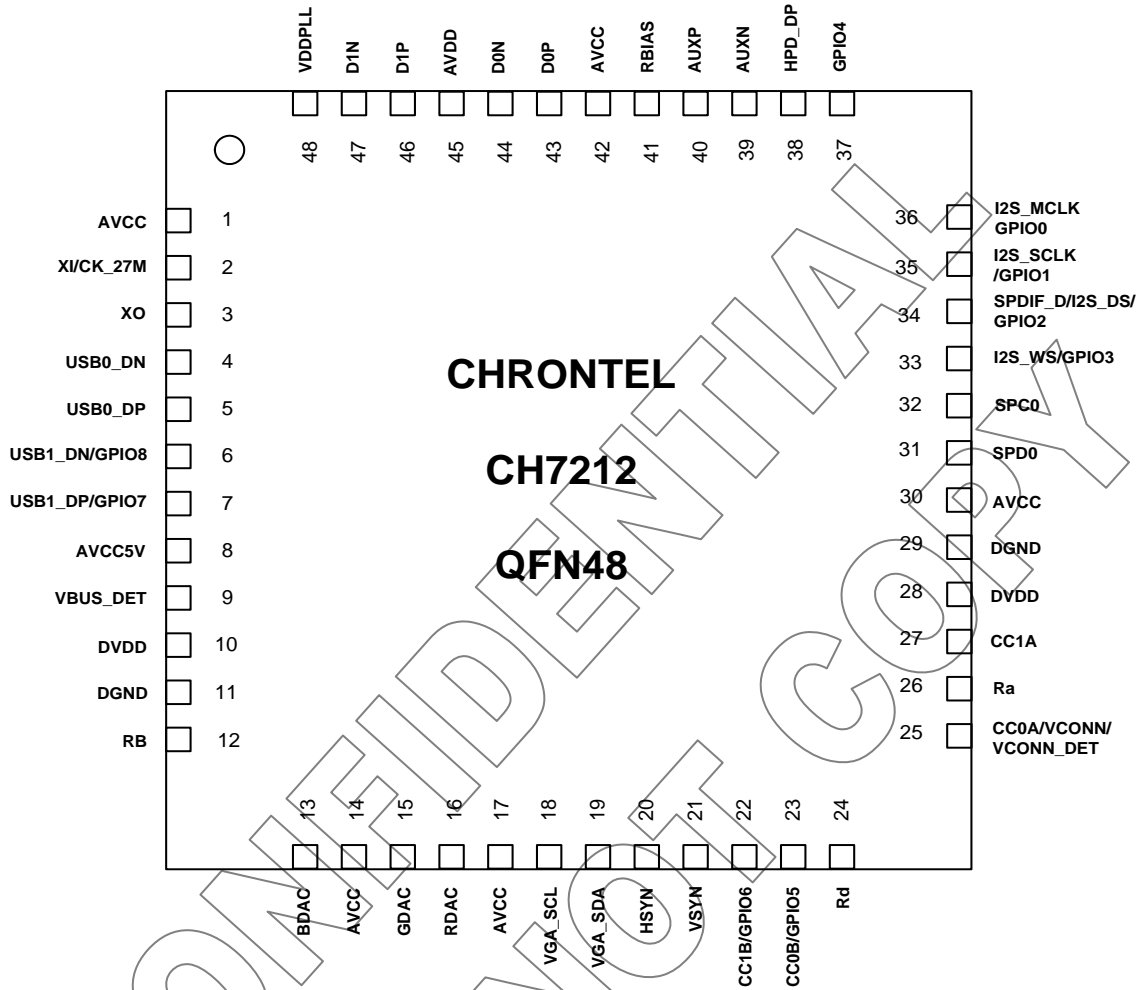 VDDPLL
D1N
D1P
AVDD
D0N
D0P
AVCC
RBIAS
AUXP
AUXN
HPD_DP
GPIO4
48
47
46
45
44
43
42
41
40
39
38
37
AVCC
1
XI/CK_27M
2
XO
3
USB0_DN
4
USB0_DP
5
USB1_DN/GPIO8
6
USB1_DP/GPIO7
7
AVCC5V
8
VBUS_DET
9
DVDD
10
DGND
11
RB
12
CHRONTEL
CH7212
QFN48
36
I2S_MCLK
GPIO0
35
I2S_SCLK
/GPIO1
34
SPDIF_D/I2S_DS/
GPIO2
33
I2S_WS/GPIO3
32
SPC0
31
SPD0
30
AVCC
29
DGND
28
DVDD
27
CC1A
26
Ra
25
CC0A/VCONN/
VCONN_DET
13
14
15
16
17
18
19
20
21
22
23
24
BDAC
AVCC
GDAC
RDAC
AVCC
VGA_SCL
VGA_SDA
HSYN
VSYN
CC1B/GPIO6
CC0B/GPIO5
Rd
ONFIDENTIAL
NOT COPY